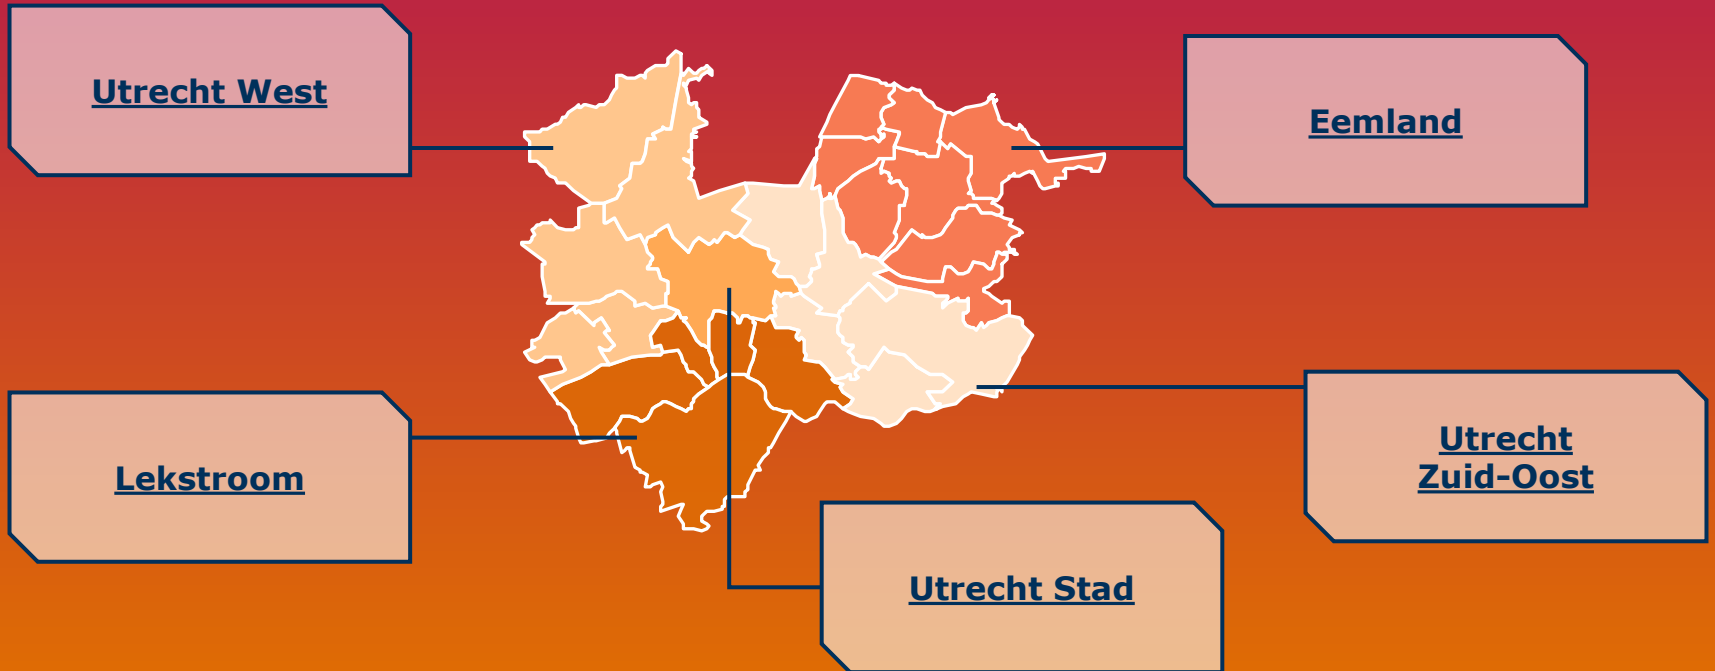 Utrecht West
Eemland
Lekstroom
Utrecht
Zuid-Oost
Utrecht Stad